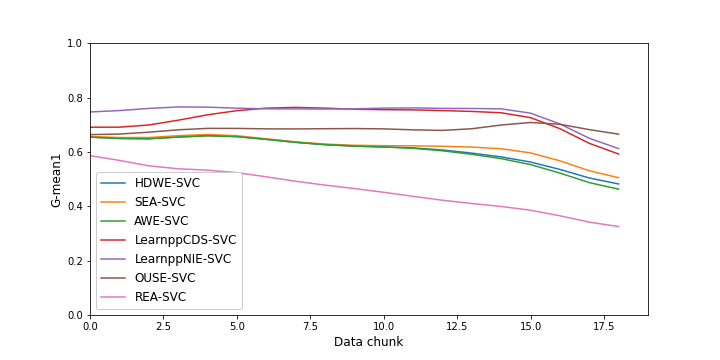 1.0
0.8
0.6
0.4
0.2
0.0
G-mean1
HDWE-SVC
SEA-SVC
AWE-SVC
LearnppCDS-SVC
LearnppNIE-SVC
OUSE-SVC
REA-SVC
0.0 2.5 5.0 7.5 10.0 12.5 15.0 17.5
Data chunk